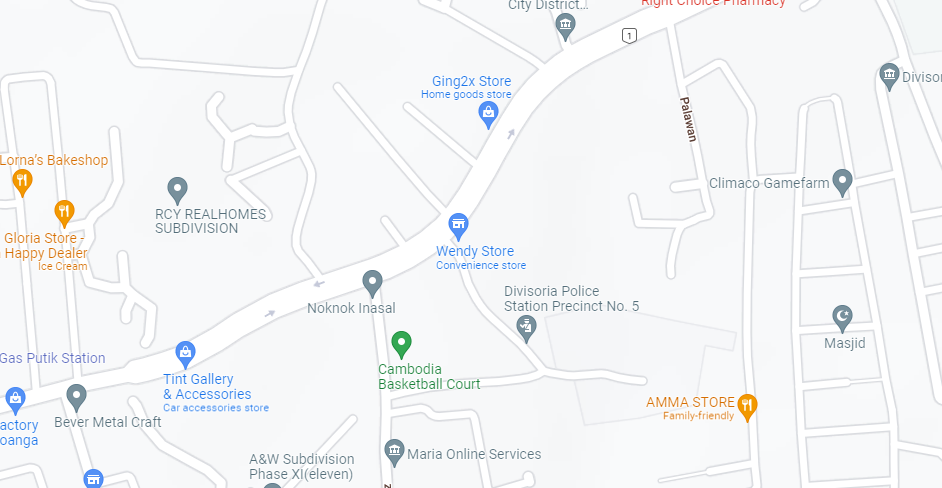 City District...
Right Choice Pharmacy
1
Ging2x Store
Home goods store
Palawan
Lorna's Bakeshop
Climaco Gamefarm
RCY REALHOMES
SUBDIVISION
Gloria Store -
Happy Dealer
Ice Cream
Wendy Store
Convenience store
Divisoria Police
Station Precinct No. 5
Noknok Inasal
Masjid
Gas Putik Station
Cambodia
Basketball Court
Tint Gallery
& Accessories
Car accessories store
AMMA STORE
Family-friendly
Bever Metal Craft
actory
oanga
Maria Online Services
A&W Subdivision
Phase XI(eleven)